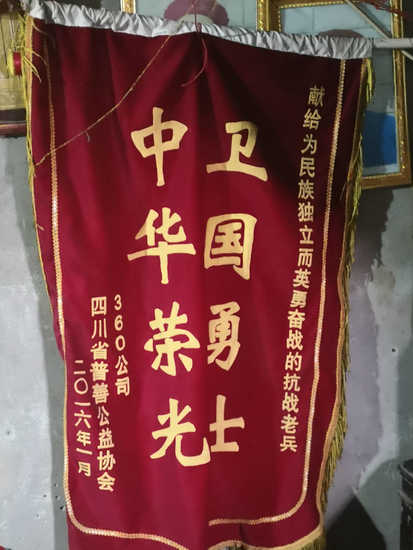 献给为民族独立而英勇奋战的抗战老兵
卫国勇士
中华荣光
360公司
四川省普善公益协会
二〇一六年一月